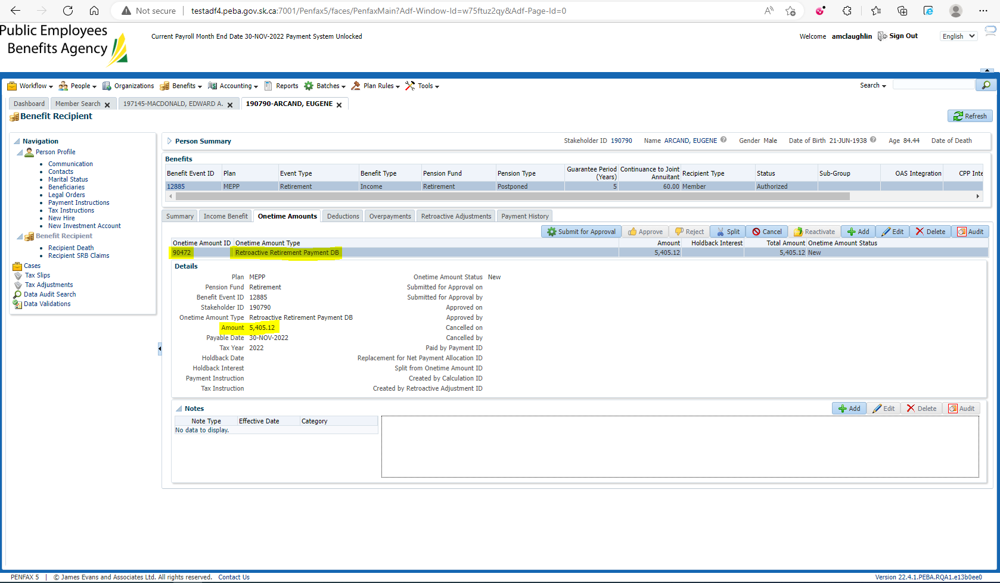 Not secure | testadf4.peba.gov.sk.ca:7001/Penfax5/faces/PenfaxMain?Adf-Window-Id=w75ftuz2qy&Adf-Page-Id=0
Public Employees
Benefits Agency
Current Payroll Month End Date 30-NOV-2022 Payment System Unlocked
Welcome amclaughlin Sign Out English
Workflow People Organizations Benefits Accounting Reports Batches Plan Rules Tools Search
Dashboard Member Search 197145-MACDONALD, EDWARD A. 190790-ARCAND, EUGENE
Benefit Recipient Refresh
Navigation
Person Profile
Communication
Contacts
Marital Status
Beneficiaries
Legal Orders
Payment Instructions
Tax Instructions
New Hire
New Investment Account
Benefit Recipient
Recipient Death
Recipient SRB Claims
Cases
Tax Slips
Tax Adjustments
Data Audit Search
Data Validations
Person Summary Stakeholder ID 190790 Name ARCAND, EUGENE Gender Male Date of Birth 21-JUN-1938 Age 84.44 Date of Death
Benefits
Benefit Event ID Plan Event Type Benefit Type Pension Fund Pension Type Guarantee Period (Years) Continuance to Joint Annuitant Recipient Type Status Sub-Group OAS Integration CPP Inte
12885 MEPP Retirement Income Retirement Postponed 5 60.00 Member Authorized
Summary Income Benefit Onetime Amounts Deductions Overpayments Retroactive Adjustments Payment History
Submit for Approval Approve Reject Split Cancel Reactivate Add Edit Delete Audit
Onetime Amount ID Onetime Amount Type Amount Holdback Interest Total Amount Onetime Amount Status
90472 Retroactive Retirement Payment DB 5,405.12 5,405.12 New
Details
Plan MEPP Onetime Amount Status New
Pension Fund Retirement Submitted for Approval on
Benefit Event ID 12885 Submitted for Approval by
Stakeholder ID 190790 Approved on
Onetime Amount Type Retroactive Retirement Payment DB Approved by
Amount 5,405.12 Cancelled on
Payable Date 30-NOV-2022 Cancelled by
Tax Year 2022 Paid by Payment ID
Holdback Date Replacement for Net Payment Allocation ID
Holdback Interest Split from Onetime Amount ID
Payment Instruction Created by Calculation ID
Tax Instruction Created by Retroactive Adjustment ID
Notes Add Edit Delete Audit
Note Type Effective Date Category
No data to display.
PENFAX 5 | © James Evans and Associates Ltd. All rights reserved. Contact Us Version 22.4.1.PEBA.RQA1.e13b0ee0